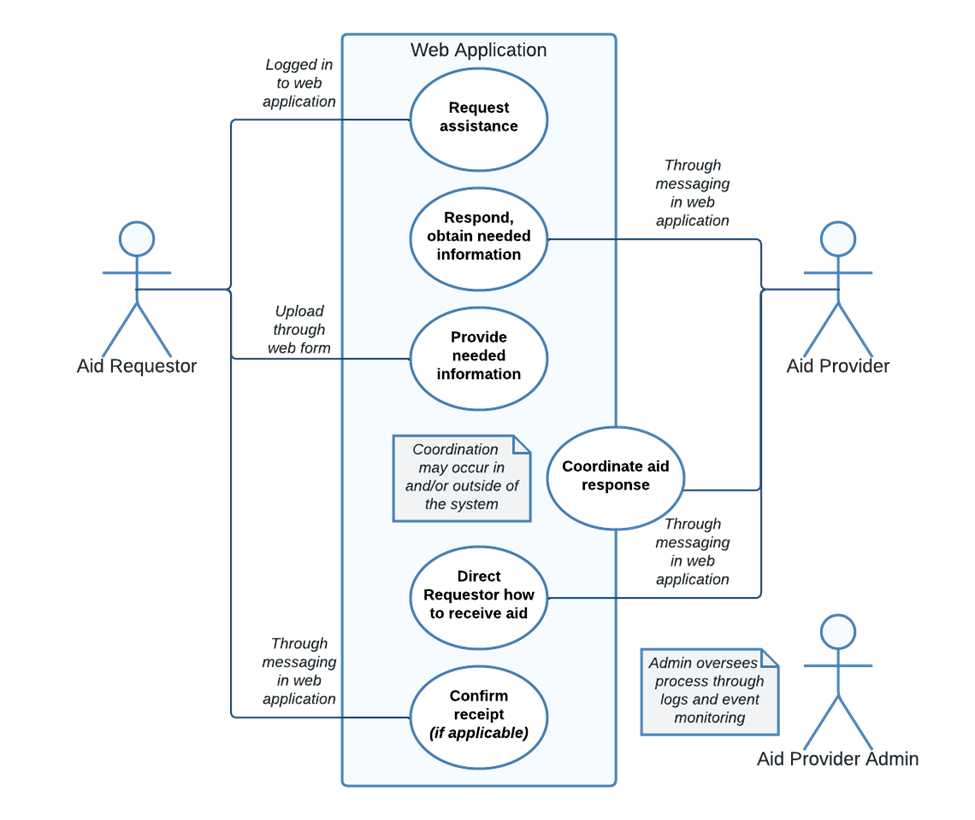 Web Application
Logged in
to web
application
Request
assistance
Through
messaging
in web
application
Respond,
obtain needed
information
Upload
through
web form
Provide
needed
information
Aid Requestor
Aid Provider
Coordination
may occur in
and/or outside of
the system
Coordinate aid
response
Through
messaging
in web
application
Direct
Requestor how
to receive aid
Through
messaging
in web
application
Confirm
receipt
(if applicable)
Admin oversees
process through
logs and event
monitoring
Aid Provider Admin